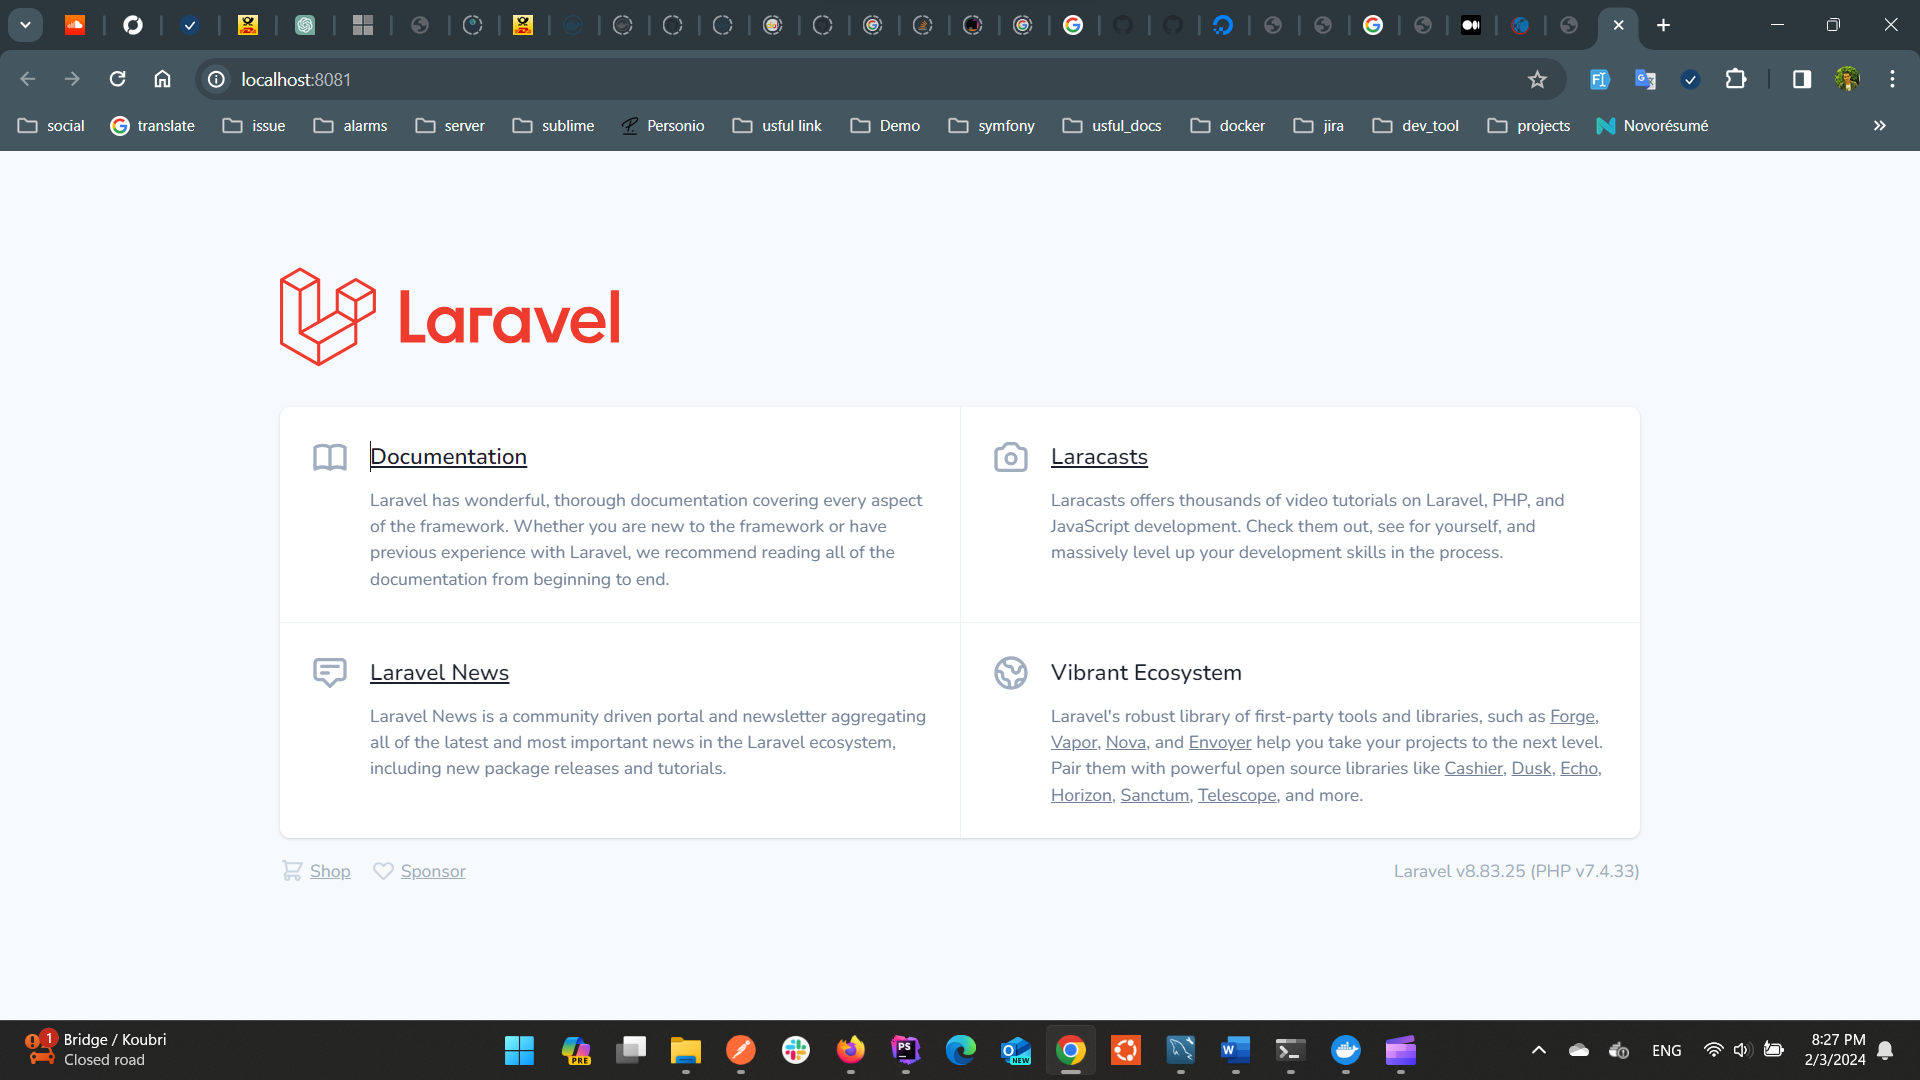 localhost:8081
social
translate
issue
alarms
server
sublime
Personio
usful link
Demo
symfony
usful_docs
docker
jira
dev_tool
projects
Novorésumé
Laravel
Documentation
Laravel has wonderful, thorough documentation covering every aspect
of the framework. Whether you are new to the framework or have
previous experience with Laravel, we recommend reading all of the
documentation from beginning to end.
Laracasts
Laracasts offers thousands of video tutorials on Laravel, PHP, and
JavaScript development. Check them out, see for yourself, and
massively level up your development skills in the process.
Laravel News
Laravel News is a community driven portal and newsletter aggregating
all of the latest and most important news in the Laravel ecosystem,
including new package releases and tutorials.
Vibrant Ecosystem
Laravel's robust library of first-party tools and libraries, such as Forge,
Vapor, Nova, and Envoyer help you take your projects to the next level.
Pair them with powerful open source libraries like Cashier, Dusk, Echo,
Horizon, Sanctum, Telescope, and more.
Shop
Sponsor
Laravel v8.83.25 (PHP v7.4.33)
1
Bridge / Koubri
Closed road
PRE
PS
NEW
W
ENG
8:27 PM
2/3/2024